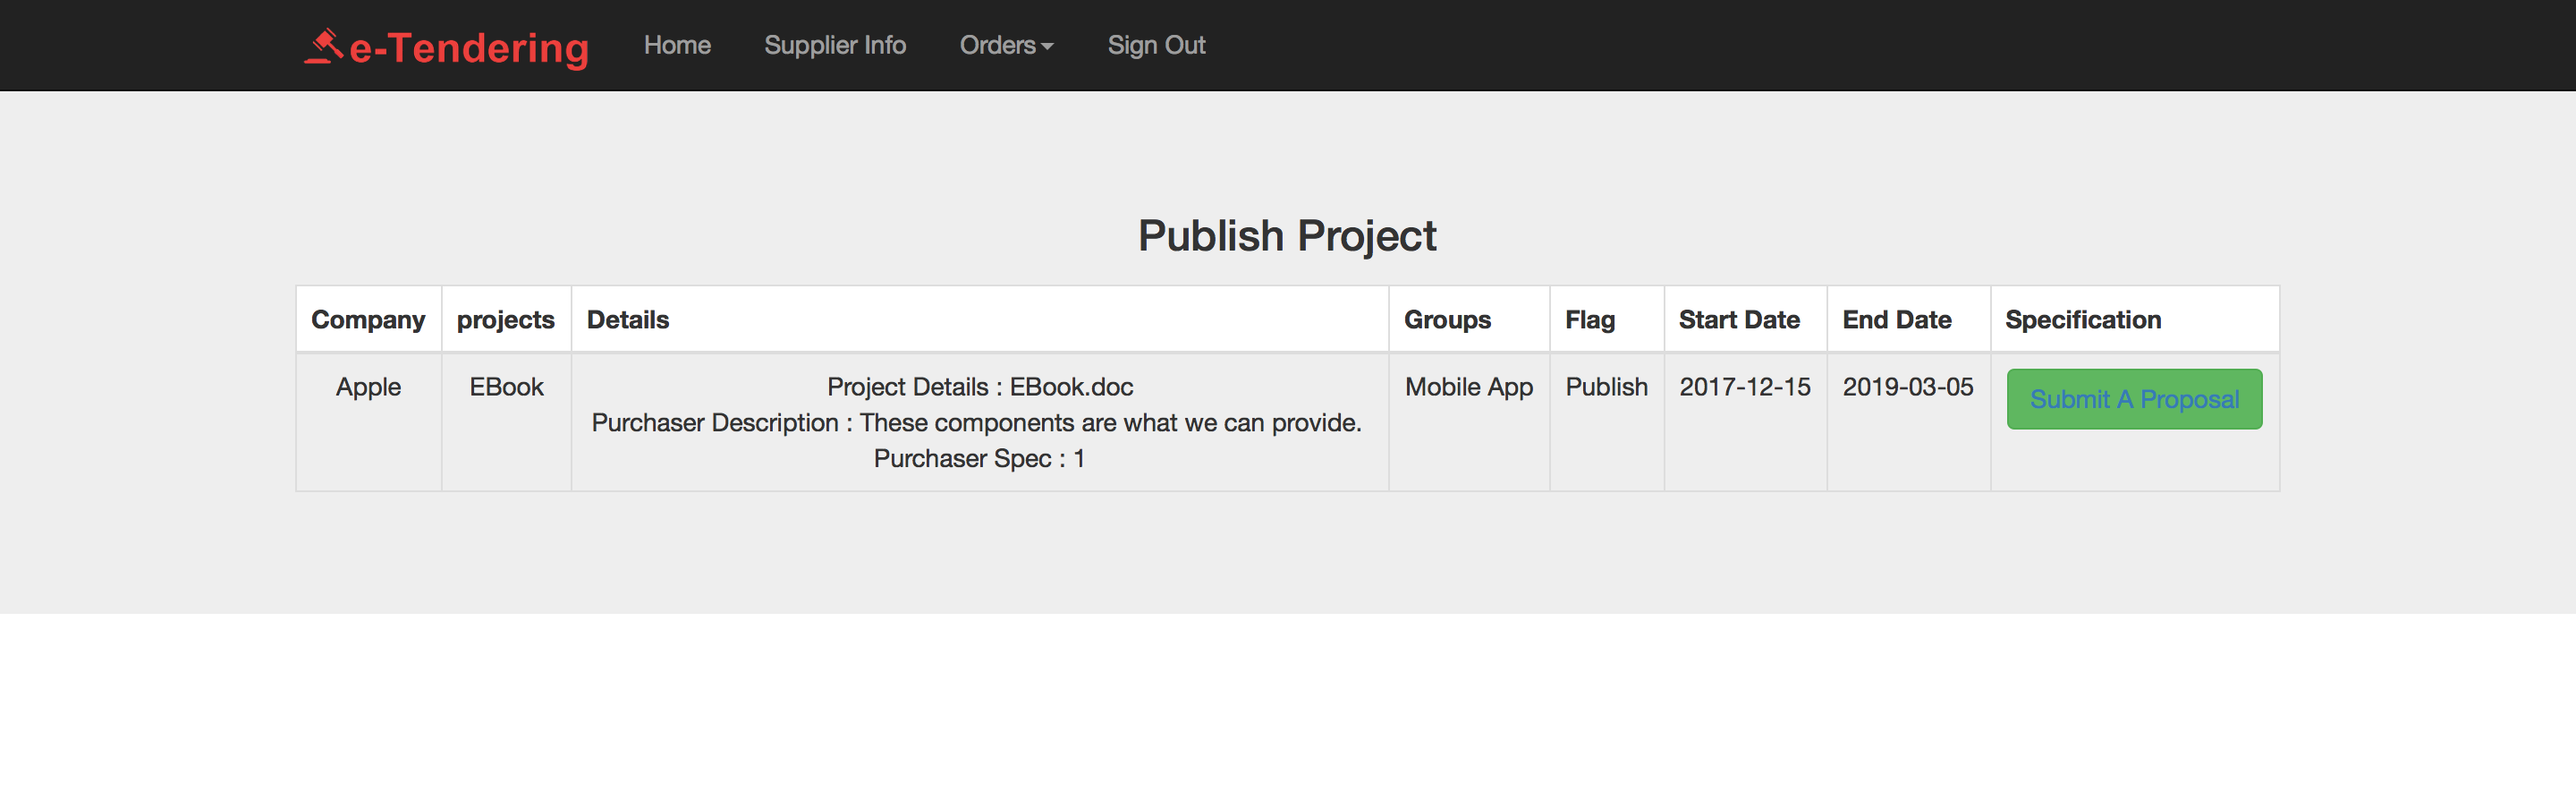 e-Tendering Home Supplier Info Orders Sign Out
Publish Project
Company projects Details Groups Flag Start Date End Date Specification
Apple EBook Project Details : EBook.doc Mobile App Publish 2017-12-15 2019-03-05 Submit A Proposal
Purchaser Description : These components are what we can provide.
Purchaser Spec : 1